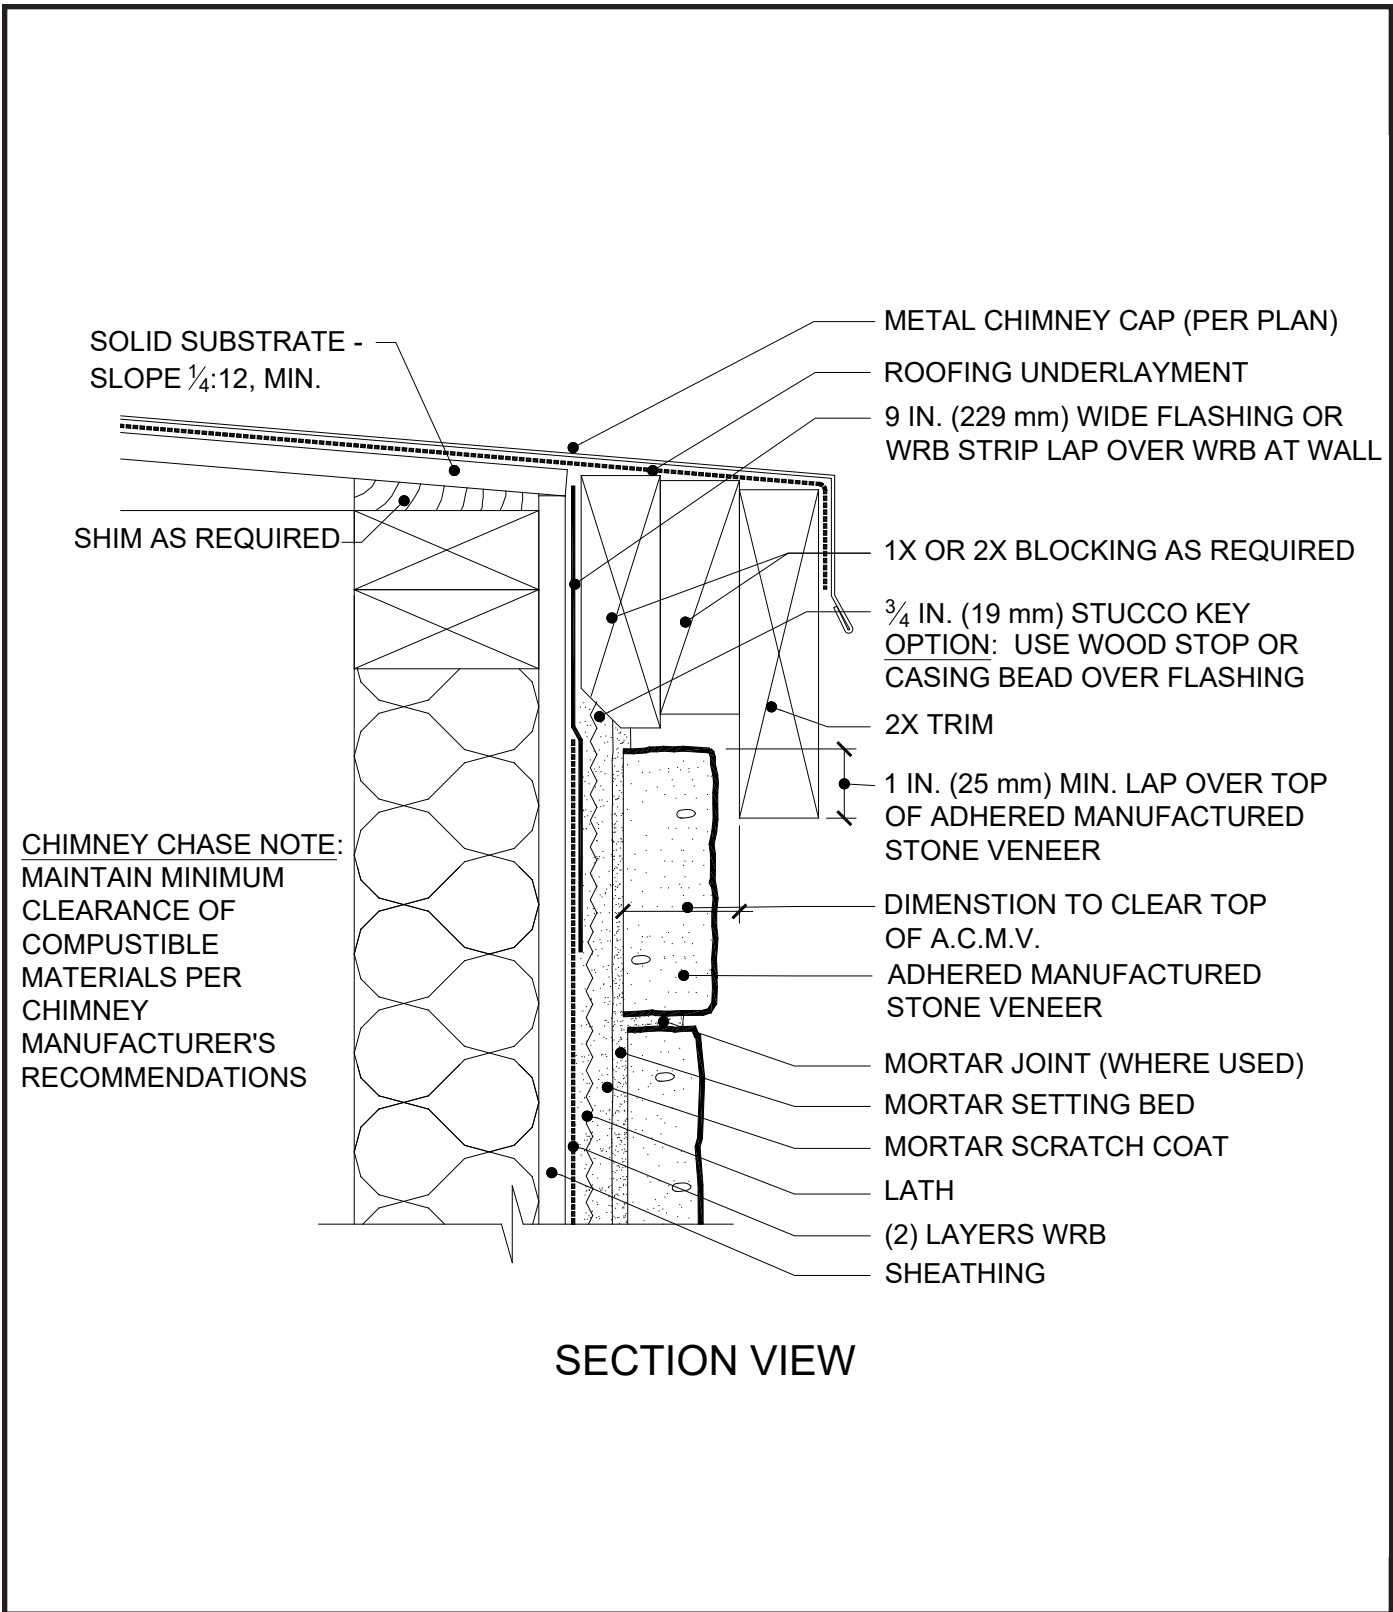 SOLID SUBSTRATE -
SLOPE ¼:12, MIN.
SHIM AS REQUIRED
CHIMNEY CHASE NOTE:
MAINTAIN MINIMUM
CLEARANCE OF
COMPUSTIBLE
MATERIALS PER
CHIMNEY
MANUFACTURER'S
RECOMMENDATIONS
METAL CHIMNEY CAP (PER PLAN)
ROOFING UNDERLAYMENT
9 IN. (229 mm) WIDE FLASHING OR
WRB STRIP LAP OVER WRB AT WALL
1X OR 2X BLOCKING AS REQUIRED
¾ IN. (19 mm) STUCCO KEY
OPTION: USE WOOD STOP OR
CASING BEAD OVER FLASHING
2X TRIM
1 IN. (25 mm) MIN. LAP OVER TOP
OF ADHERED MANUFACTURED
STONE VENEER
DIMENSTION TO CLEAR TOP
OF A.C.M.V.
ADHERED MANUFACTURED
STONE VENEER
MORTAR JOINT (WHERE USED)
MORTAR SETTING BED
MORTAR SCRATCH COAT
LATH
(2) LAYERS WRB
SHEATHING
SECTION VIEW